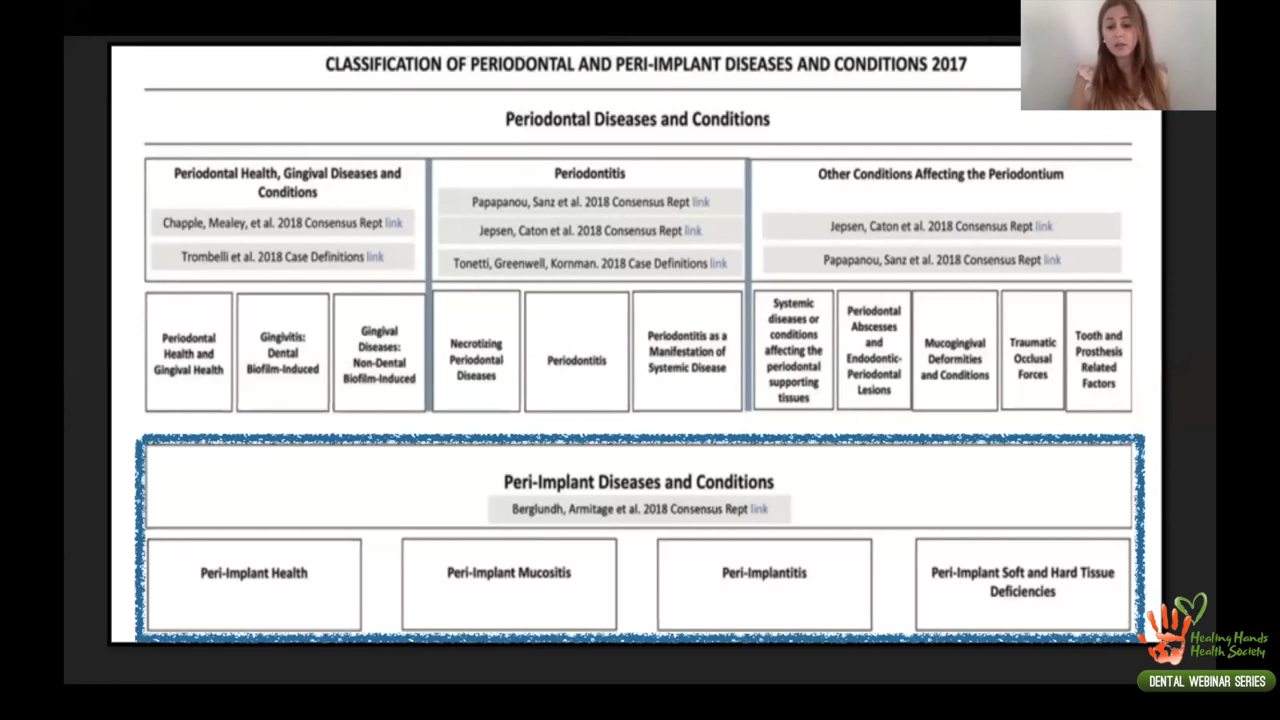 CLASSIFICATION OF PERIODONTAL AND PERI-IMPLANT DISEASES AND CONDITIONS 2017
Periodontal Diseases and Conditions
Periodontal Health, Gingival Diseases and
Conditions
Chapple, Mealey, et al. 2018 Consensus Rept link
Trombelli et al. 2018 Case Definitions link
Periodontitis
Papapanou, Sanz et al. 2018 Consensus Rept link
Jepsen, Caton et al. 2018 Consensus Rept link
Tonetti, Greenwell, Kornman. 2018 Case Definitions link
Other Conditions Affecting the Periodontium
Jepsen, Caton et al. 2018 Consensus Rept link
Papapanou, Sanz et al. 2018 Consensus Rept link
Periodontal
Health and
Gingival Health
Gingivitis:
Dental
Biofilm-Induced
Gingival
Diseases:
Non-Dental
Biofilm-Induced
Necrotizing
Periodontal
Diseases
Periodontitis
Periodontitis as a
Manifestation of
Systemic Disease
Systemic
diseases or
conditions
affecting the
periodontal
supporting
tissues
Periodontal
Abscesses
and
Endodontic-
Periodontal
Lesions
Mucogingival
Deformities
and Conditions
Traumatic
Occlusal
Forces
Tooth and
Prosthesis
Related
Factors
Peri-Implant Diseases and Conditions
Berglundh, Armitage et al. 2018 Consensus Rept link
Peri-Implant Health
Peri-Implant Mucositis
Peri-Implantitis
Peri-Implant Soft and Hard Tissue
Deficiencies
Healing Hands
Health Society
DENTAL WEBINAR SERIES